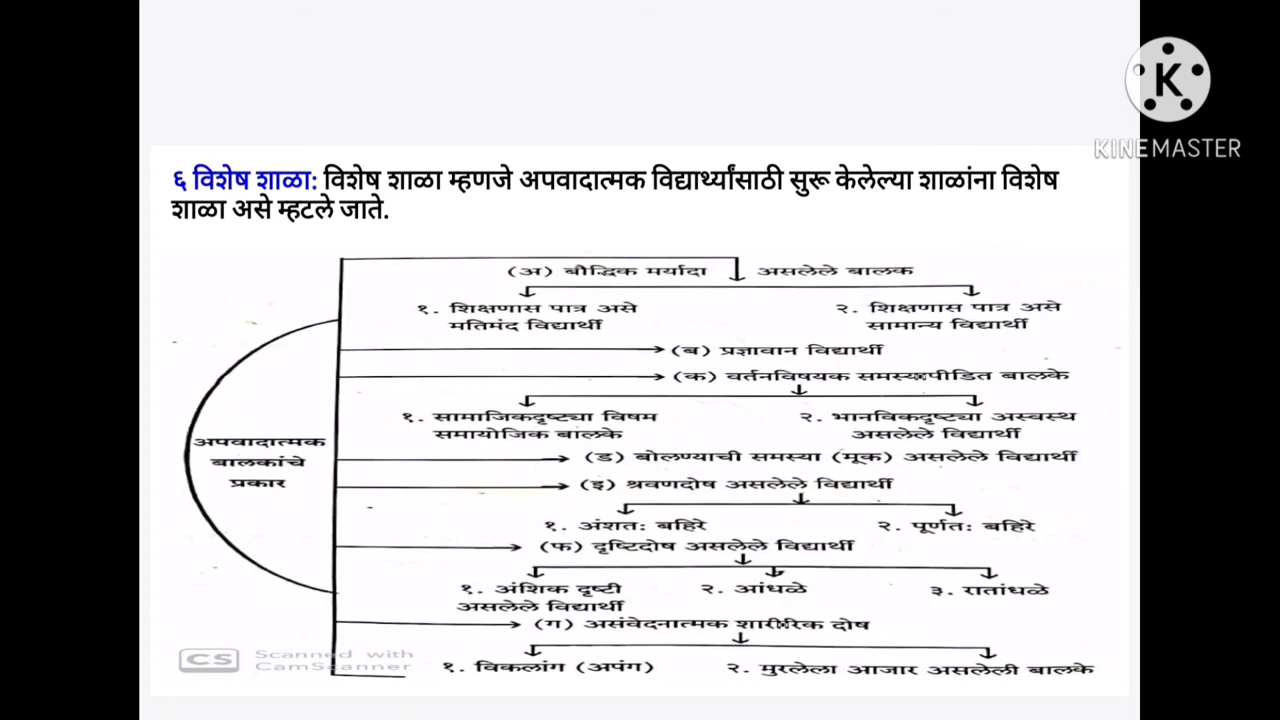 KINEMASTER
६ विशेष शाळा: विशेष शाळा म्हणजे अपवादात्मक विद्यार्थ्यांसाठी सुरू केलेल्या शाळांना विशेष
शाळा असे म्हटले जाते.
(अ) बौद्धिक मर्यादा असलेले बालक
१. शिक्षणास पात्र असे २. शिक्षणास पात्र असे
मतिमंद विद्यार्थी सामान्य विद्यार्थी
(ब) प्रज्ञावान विद्यार्थी
(क) वर्तनविषयक समस्यापीडित बालके
१. सामाजिकदृष्ट्या विषम २. भानविकदृष्ट्या अस्वस्थ
समायोजिक बालके असलेले विद्यार्थी
अपवादात्मक
बालकांचे
प्रकार
(ड) बोलण्याची समस्या (मूक) असलेले विद्यार्थी
(इ) श्रवणदोष असलेले विद्यार्थी
१. अंशतः बहिरे २. पूर्णतः बहिरे
(फ) दृष्टिदोष असलेले विद्यार्थी
१. अंशिक दृष्टी २. आंधळे ३. रातांधळे
असलेले विद्यार्थी
(ग) असंवेदनात्मक शारीरिक दोष
१. विकलांग (अपंग) २. मुरलेला आजार असलेली बालके
CS Scanned with
CamScanner